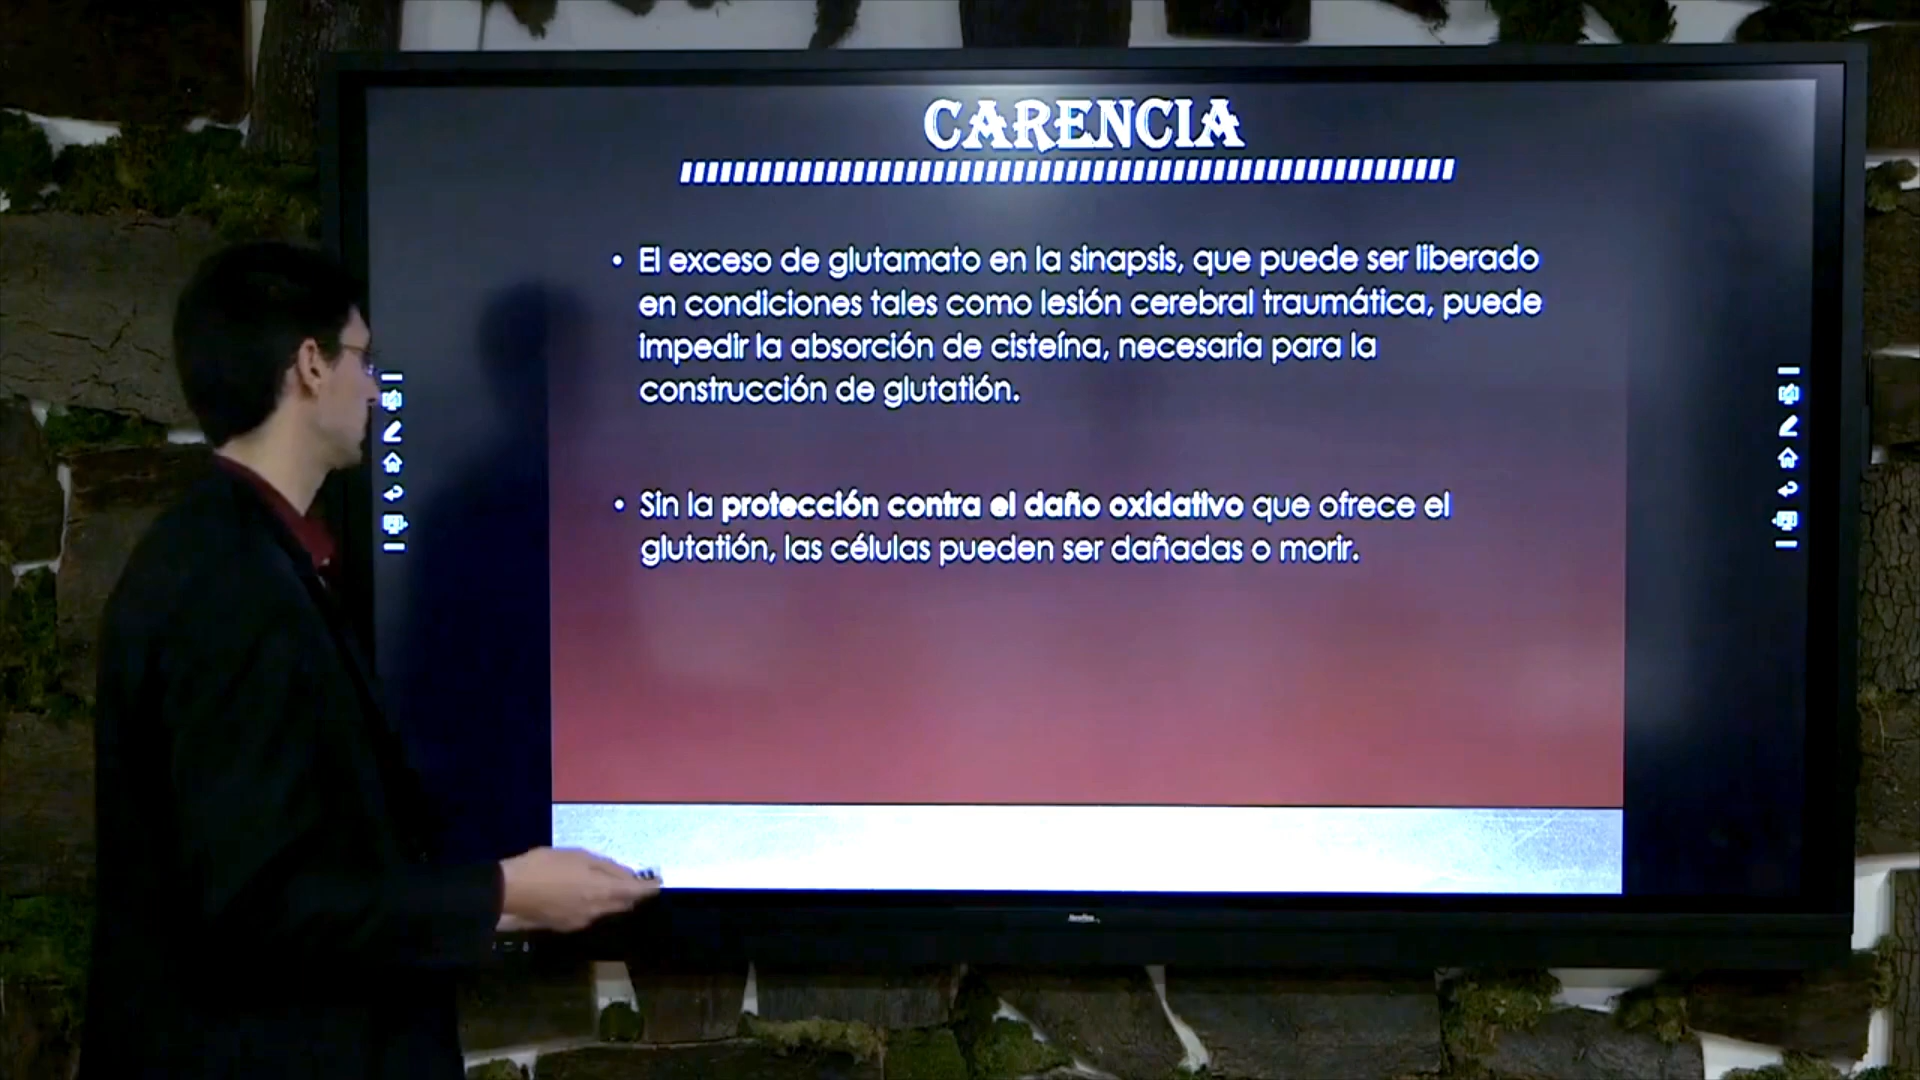 CARENCIA
• El exceso de glutamato en la sinapsis, que puede ser liberado
en condiciones tales como lesión cerebral traumática, puede
impedir la absorción de cisteína, necesaria para la
construcción de glutatión.
• Sin la protección contra el daño oxidativo que ofrece el
glutatión, las células pueden ser dañadas o morir.